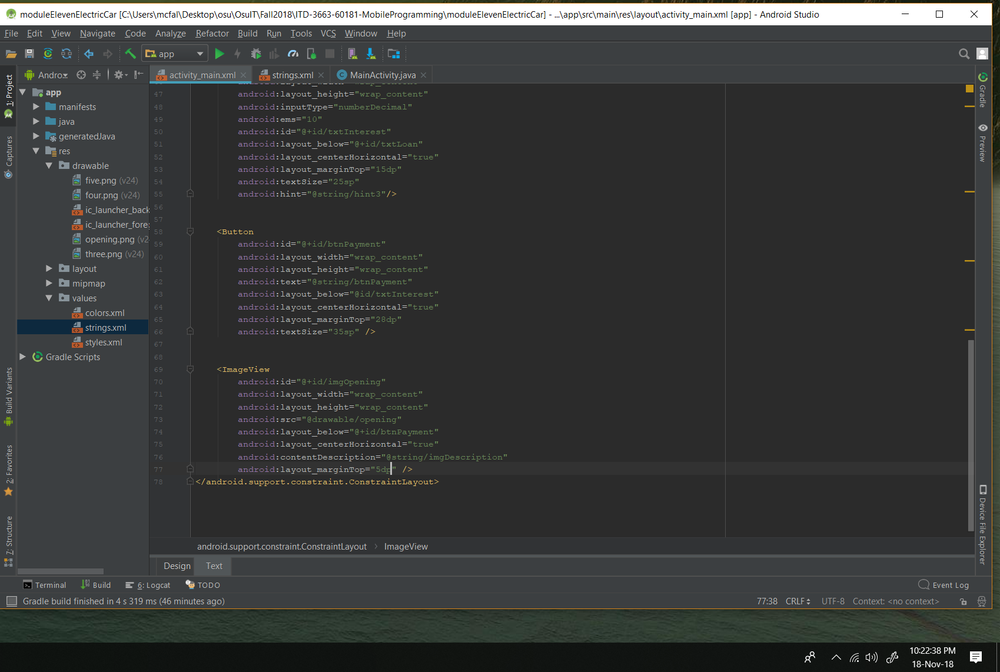 moduleElevenElectricCar [C:\Users\mcfal\Desktop\osu\OsuIT\Fall2018\ITD-3663-60181-MobileProgramming\moduleElevenElectricCar] - ...\app\src\main\res\layout\activity_main.xml [app] - Android Studio
File Edit View Navigate Code Analyze Refactor Build Run Tools VCS Window Help
app
1: Project
Captures
Build Variants
2: Favorites
7: Structure
Andro
app
manifests
java
generatedJava
res
drawable
five.png (v24)
four.png (v24)
ic_launcher_back
ic_launcher_fore
opening.png (v2
three.png (v24)
layout
mipmap
values
colors.xml
strings.xml
styles.xml
Gradle Scripts
activity_main.xml strings.xml MainActivity.java
47 android:layout_height="wrap_content"
48 android:inputType="numberDecimal"
49 android:ems="10"
50 android:id="@+id/txtInterest"
51 android:layout_below="@+id/txtLoan"
52 android:layout_centerHorizontal="true"
53 android:layout_marginTop="15dp"
54 android:textSize="25sp"
55 android:hint="@string/hint3"/>
56
57
58 <Button
59 android:id="@+id/btnPayment"
60 android:layout_width="wrap_content"
61 android:layout_height="wrap_content"
62 android:text="@string/btnPayment"
63 android:layout_below="@id/txtInterest"
64 android:layout_centerHorizontal="true"
65 android:layout_marginTop="28dp"
66 android:textSize="35sp" />
67
68
69 <ImageView
70 android:id="@+id/imgOpening"
71 android:layout_width="wrap_content"
72 android:layout_height="wrap_content"
73 android:src="@drawable/opening"
74 android:layout_below="@+id/btnPayment"
75 android:layout_centerHorizontal="true"
76 android:contentDescription="@string/imgDescription"
77 android:layout_marginTop="5dp" />
78 </android.support.constraint.ConstraintLayout>
Gradle
Preview
Device File Explorer
android.support.constraint.ConstraintLayout › ImageView
Design Text
Terminal Build 6: Logcat TODO Event Log
Gradle build finished in 4 s 319 ms (46 minutes ago) 77:38 CRLF UTF-8 Context: <no context>
10:22:38 PM
18-Nov-18